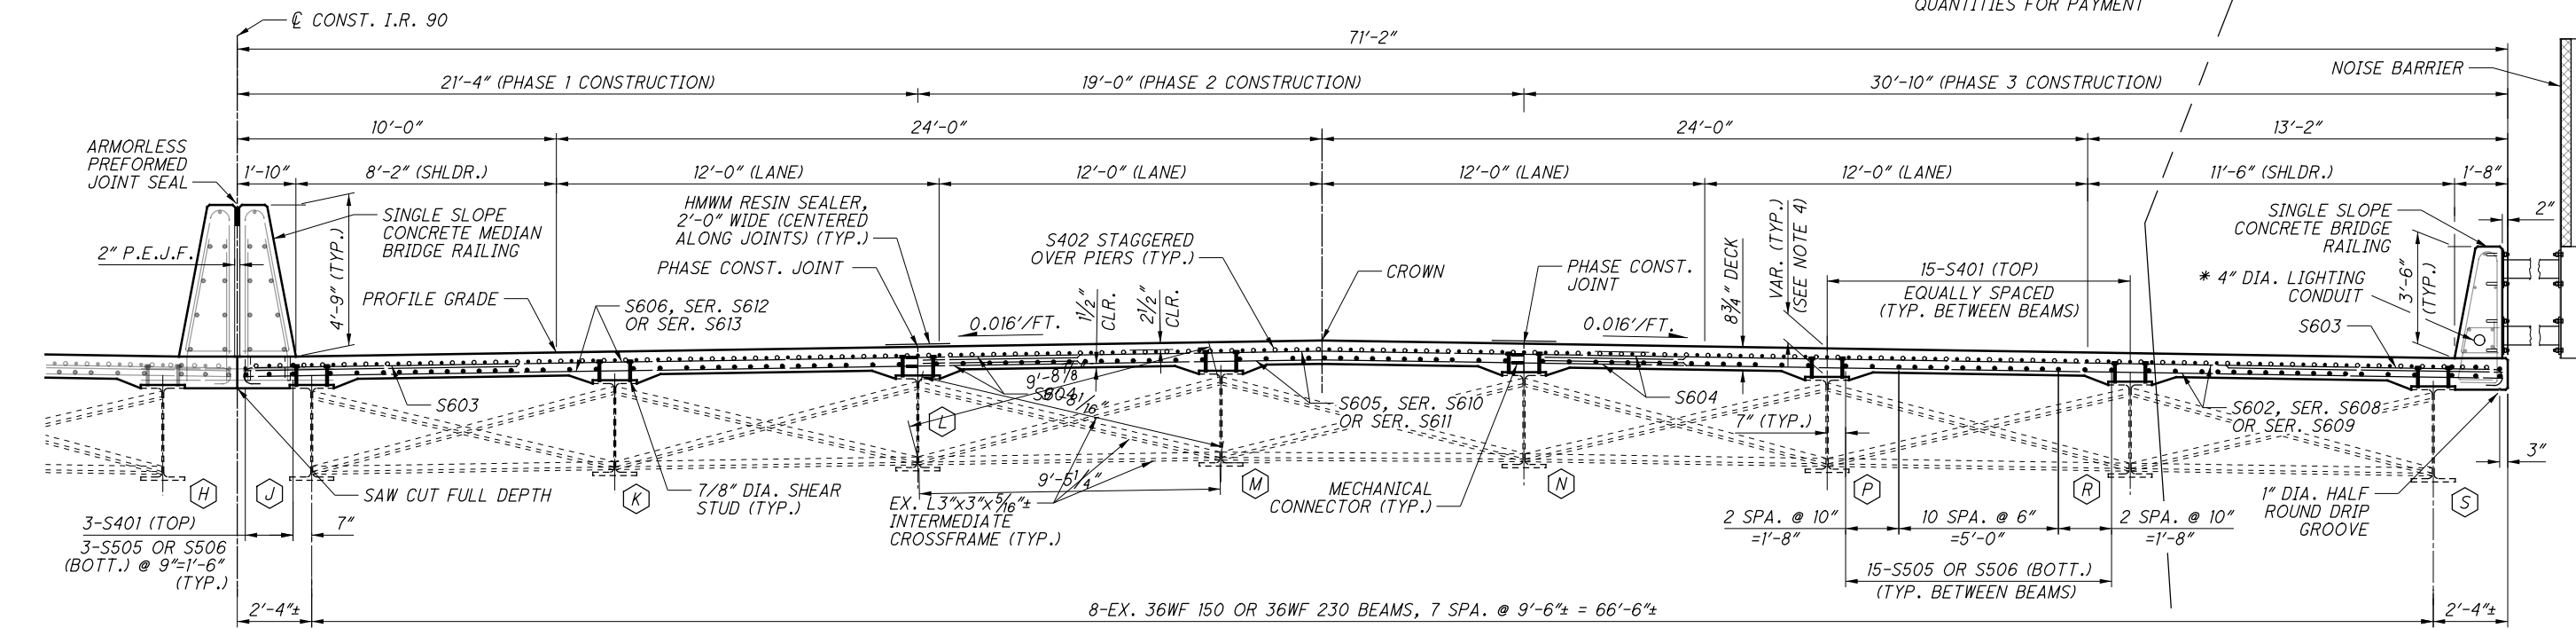 QUANTITIES FOR PAYMENT
℄ CONST. I.R. 90
71'-2"
NOISE BARRIER
21'-4" (PHASE 1 CONSTRUCTION)
19'-0" (PHASE 2 CONSTRUCTION)
30'-10" (PHASE 3 CONSTRUCTION)
10'-0"
24'-0"
24'-0"
13'-2"
ARMORLESS
PREFORMED
JOINT SEAL
1'-10"
8'-2" (SHLDR.)
12'-0" (LANE)
12'-0" (LANE)
12'-0" (LANE)
12'-0" (LANE)
11'-6" (SHLDR.)
1'-8"
2"
SINGLE SLOPE
CONCRETE MEDIAN
BRIDGE RAILING
4'-9" (TYP.)
2" P.E.J.F.
HMWM RESIN SEALER,
2'-0" WIDE (CENTERED
ALONG JOINTS) (TYP.)
PHASE CONST. JOINT
S402 STAGGERED
OVER PIERS (TYP.)
CROWN
PHASE CONST.
JOINT
8¾" DECK
VAR. (TYP.)
(SEE NOTE 4)
15-S401 (TOP)
EQUALLY SPACED
(TYP. BETWEEN BEAMS)
SINGLE SLOPE
CONCRETE BRIDGE
RAILING
* 4" DIA. LIGHTING
CONDUIT
3'-6"
(TYP.)
S603
PROFILE GRADE
S606, SER. S612
OR SER. S613
0.016'/FT.
1½"
CLR.
2½"
CLR.
0.016'/FT.
S603
9'-8⅛"
S604
S605, SER. S610
OR SER. S611
S604
7" (TYP.)
S602, SER. S608
OR SER. S609
3"
H
J
K
L
M
N
P
R
S
SAW CUT FULL DEPTH
7/8" DIA. SHEAR
STUD (TYP.)
9'-5¼"
EX. L3"x3"x5⁄16"±
INTERMEDIATE
CROSSFRAME (TYP.)
MECHANICAL
CONNECTOR (TYP.)
1" DIA. HALF
ROUND DRIP
GROOVE
3-S401 (TOP)
7"
3-S505 OR S506
(BOTT.) @ 9"=1'-6"
(TYP.)
2 SPA. @ 10"
=1'-8"
10 SPA. @ 6"
=5'-0"
2 SPA. @ 10"
=1'-8"
15-S505 OR S506 (BOTT.)
(TYP. BETWEEN BEAMS)
2'-4"±
8-EX. 36WF 150 OR 36WF 230 BEAMS, 7 SPA. @ 9'-6"± = 66'-6"±
2'-4"±